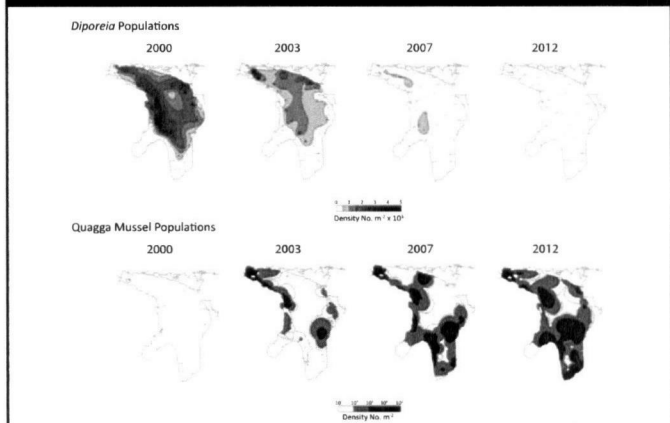 Diporeia Populations
2000 2003 2007 2012
Density No. m⁻² x 10³
Quagga Mussel Populations
2000 2003 2007 2012
Density No. m⁻²